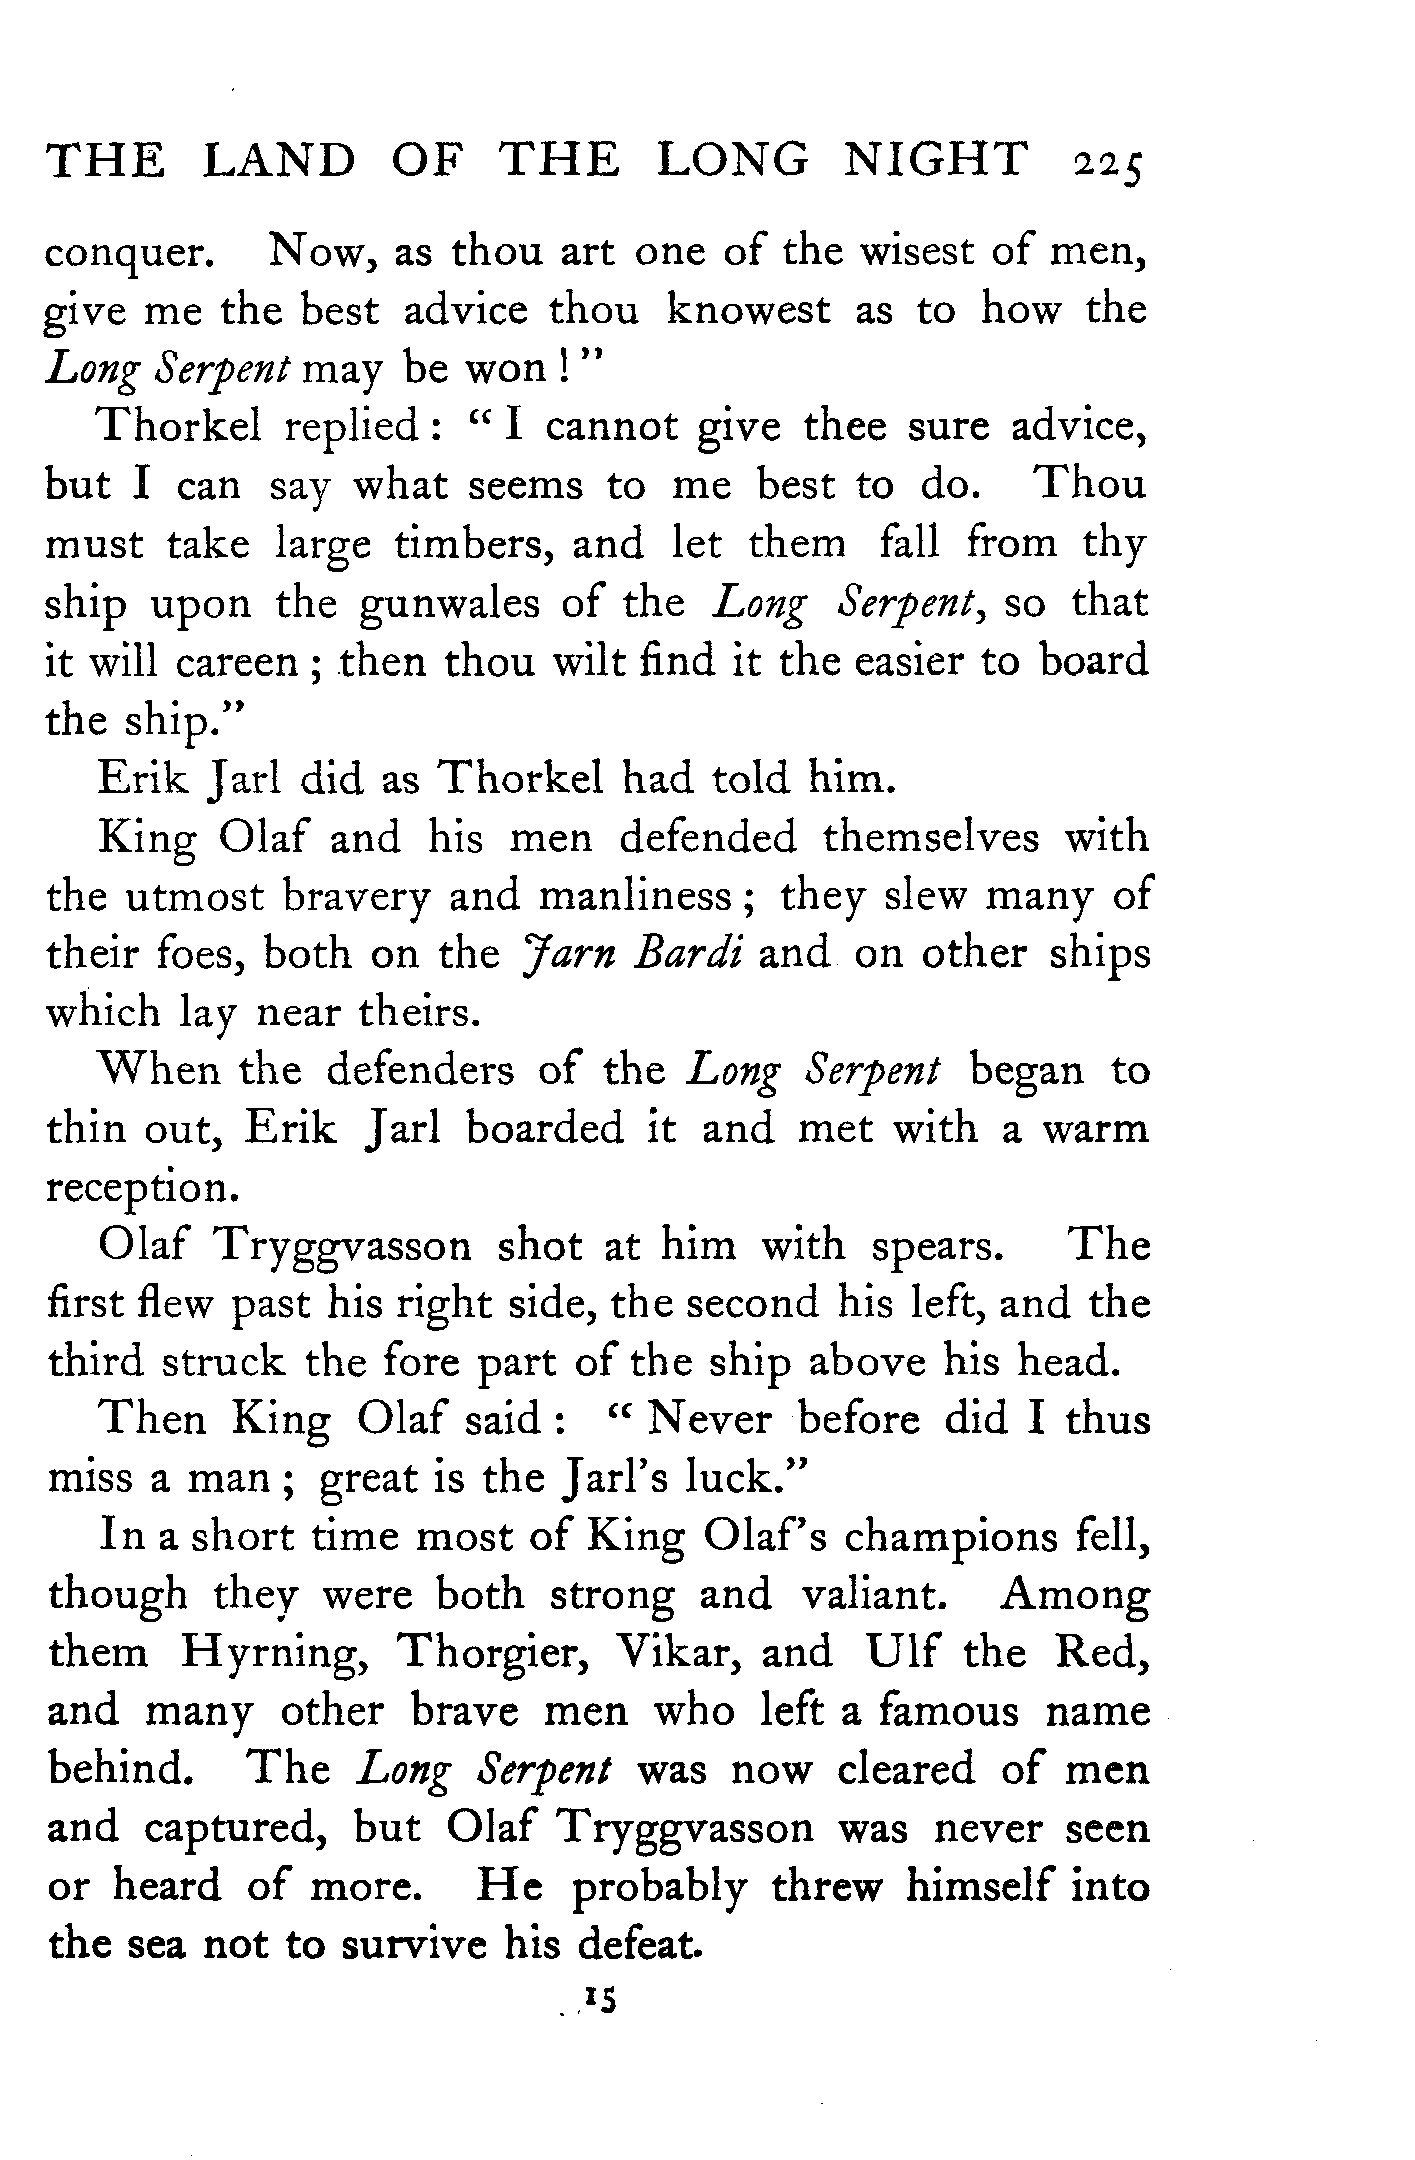 THE LAND OF THE LONG NIGHT 225
conquer. Now, as thou art one of the wisest of men,
give me the best advice thou knowest as to how the
Long Serpent may be won ! ”
Thorkel replied : “ I cannot give thee sure advice,
but I can say what seems to me best to do. Thou
must take large timbers, and let them fall from thy
ship upon the gunwales of the Long Serpent, so that
it will careen ; then thou wilt find it the easier to board
the ship.”
Erik Jarl did as Thorkel had told him.
King Olaf and his men defended themselves with
the utmost bravery and manliness ; they slew many of
their foes, both on the Jarn Bardi and on other ships
which lay near theirs.
When the defenders of the Long Serpent began to
thin out, Erik Jarl boarded it and met with a warm
reception.
Olaf Tryggvasson shot at him with spears. The
first flew past his right side, the second his left, and the
third struck the fore part of the ship above his head.
Then King Olaf said : “ Never before did I thus
miss a man ; great is the Jarl’s luck.”
In a short time most of King Olaf’s champions fell,
though they were both strong and valiant. Among
them Hyrning, Thorgier, Vikar, and Ulf the Red,
and many other brave men who left a famous name
behind. The Long Serpent was now cleared of men
and captured, but Olaf Tryggvasson was never seen
or heard of more. He probably threw himself into
the sea not to survive his defeat.
15